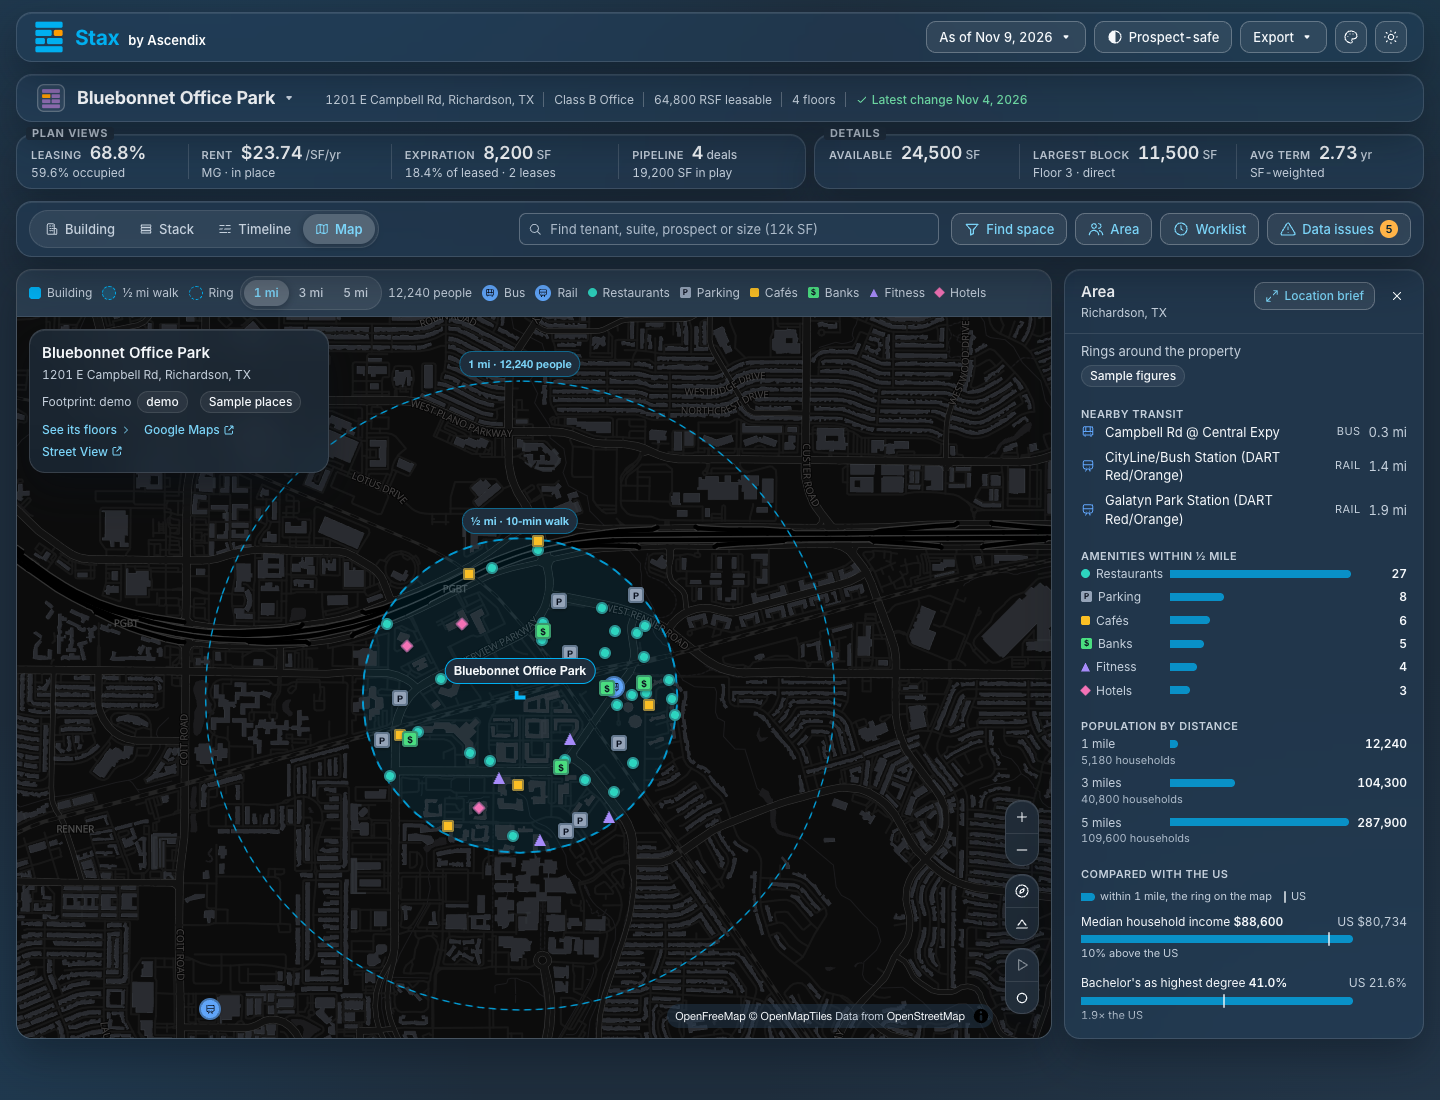 Stax by Ascendix
As of Nov 9, 2026
Prospect-safe
Export
Bluebonnet Office Park
1201 E Campbell Rd, Richardson, TX
Class B Office
64,800 RSF leasable
4 floors
Latest change Nov 4, 2026
PLAN VIEWS
LEASING 68.8%
59.6% occupied
RENT $23.74 /SF/yr
MG · in place
EXPIRATION 8,200 SF
18.4% of leased · 2 leases
PIPELINE 4 deals
19,200 SF in play
DETAILS
AVAILABLE 24,500 SF
LARGEST BLOCK 11,500 SF
Floor 3 · direct
AVG TERM 2.73 yr
SF-weighted
Building
Stack
Timeline
Map
Find tenant, suite, prospect or size (12k SF)
Find space
Area
Worklist
Data issues 5
Building
½ mi walk
Ring
1 mi
3 mi
5 mi
12,240 people
Bus
Rail
Restaurants
P Parking
Cafés
$ Banks
Fitness
Hotels
Bluebonnet Office Park
1201 E Campbell Rd, Richardson, TX
Footprint: demo demo Sample places
See its floors
Google Maps
Street View
1 mi · 12,240 people
WESTRIDGE DRIVE
NORTHCREST DRIVE
WEST PLANO PARKWAY
CUSTER ROAD
LOTUS DRIVE
½ mi · 10-min walk
PGBT
PGBT
WEST RENNER ROAD
Bluebonnet Office Park
COIT ROAD
RENNER
COIT ROAD
OpenFreeMap © OpenMapTiles Data from OpenStreetMap
Area
Richardson, TX
Location brief
Rings around the property
Sample figures
NEARBY TRANSIT
Campbell Rd @ Central Expy BUS 0.3 mi
CityLine/Bush Station (DART
Red/Orange) RAIL 1.4 mi
Galatyn Park Station (DART
Red/Orange) RAIL 1.9 mi
AMENITIES WITHIN ½ MILE
Restaurants 27
P Parking 8
Cafés 6
$ Banks 5
Fitness 4
Hotels 3
POPULATION BY DISTANCE
1 mile 12,240
5,180 households
3 miles 104,300
40,800 households
5 miles 287,900
109,600 households
COMPARED WITH THE US
within 1 mile, the ring on the map
US
Median household income $88,600 US $80,734
10% above the US
Bachelor's as highest degree 41.0% US 21.6%
1.9× the US